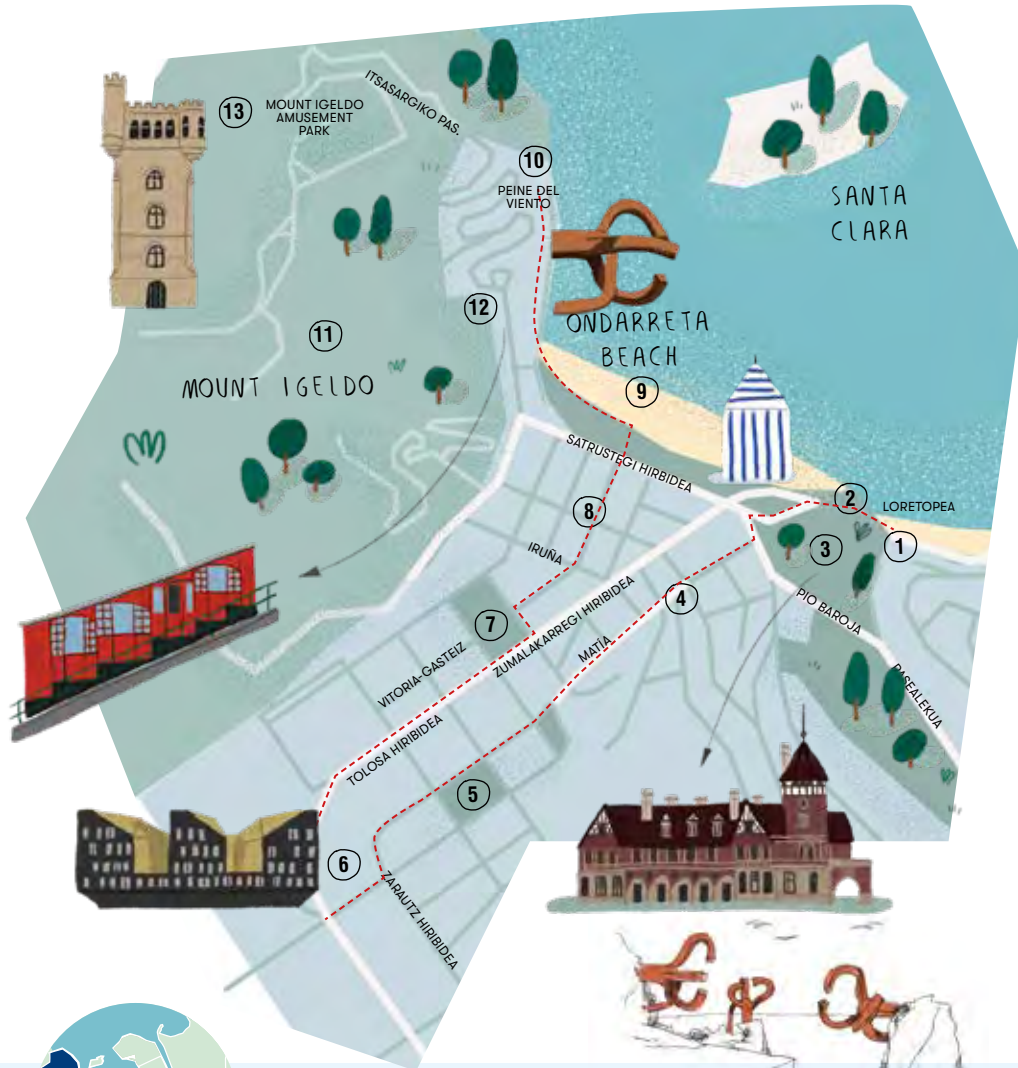 ITSASARGIKO PAS.
13
MOUNT IGELDO
AMUSEMENT
PARK
10
PEINE DEL
VIENTO
SANTA
CLARA
12
ONDARRETA
BEACH
11
MOUNT IGELDO
9
SATRUSTEGI HIRBIDEA
2
LORETOPEA
8
3
1
IRUÑA
4
PIO BAROJA
PASEALEKUA
7
ZUMALAKARREGI HIRIBIDEA
MATÍA
VITORIA-GASTEIZ
TOLOSA HIRIBIDEA
5
6
ZARAUTZ HIRIBIDEA